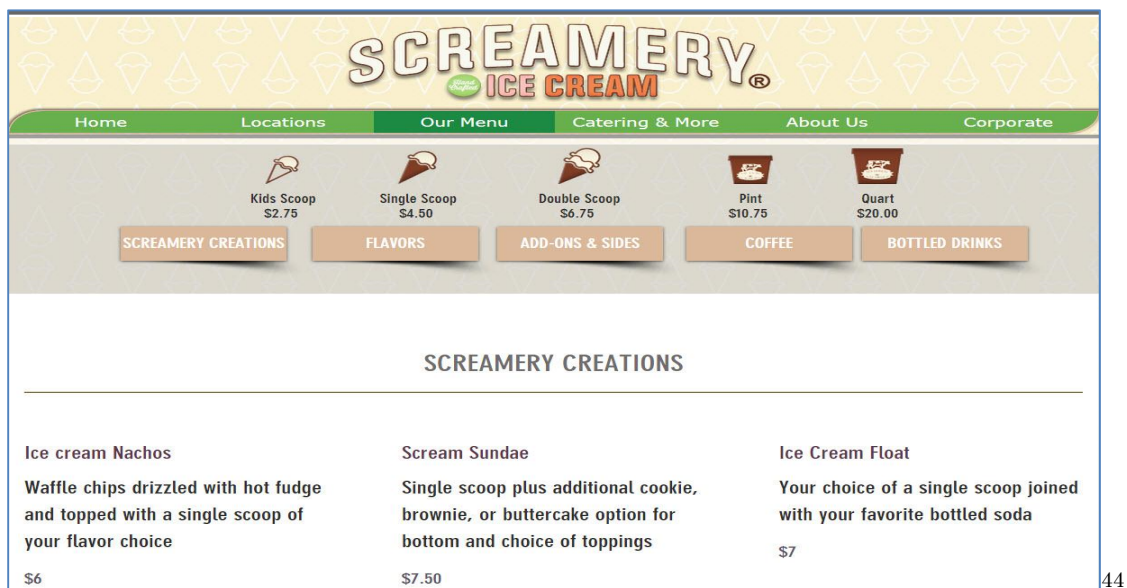 SCREAMERY®
Hand Crafted ICE CREAM
Home Locations Our Menu Catering & More About Us Corporate
Kids Scoop Single Scoop Double Scoop Pint Quart
$2.75 $4.50 $6.75 $10.75 $20.00
SCREAMERY CREATIONS FLAVORS ADD-ONS & SIDES COFFEE BOTTLED DRINKS
SCREAMERY CREATIONS
Ice cream Nachos
Waffle chips drizzled with hot fudge
and topped with a single scoop of
your flavor choice
$6
Scream Sundae
Single scoop plus additional cookie,
brownie, or buttercake option for
bottom and choice of toppings
$7.50
Ice Cream Float
Your choice of a single scoop joined
with your favorite bottled soda
$7
44